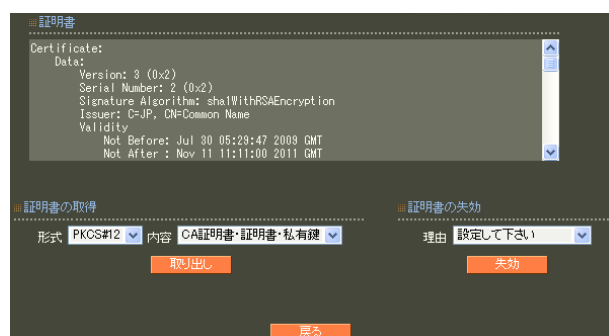 証明書
Certificate:
Data:
Version: 3 (0x2)
Serial Number: 2 (0x2)
Signature Algorithm: sha1WithRSAEncryption
Issuer: C=JP, CN=Common Name
Validity
Not Before: Jul 30 05:29:47 2009 GMT
Not After : Nov 11 11:11:00 2011 GMT
証明書の取得
形式 PKCS#12 内容 CA証明書・証明書・私有鍵
取り出し
証明書の失効
理由 設定して下さい
失効
戻る